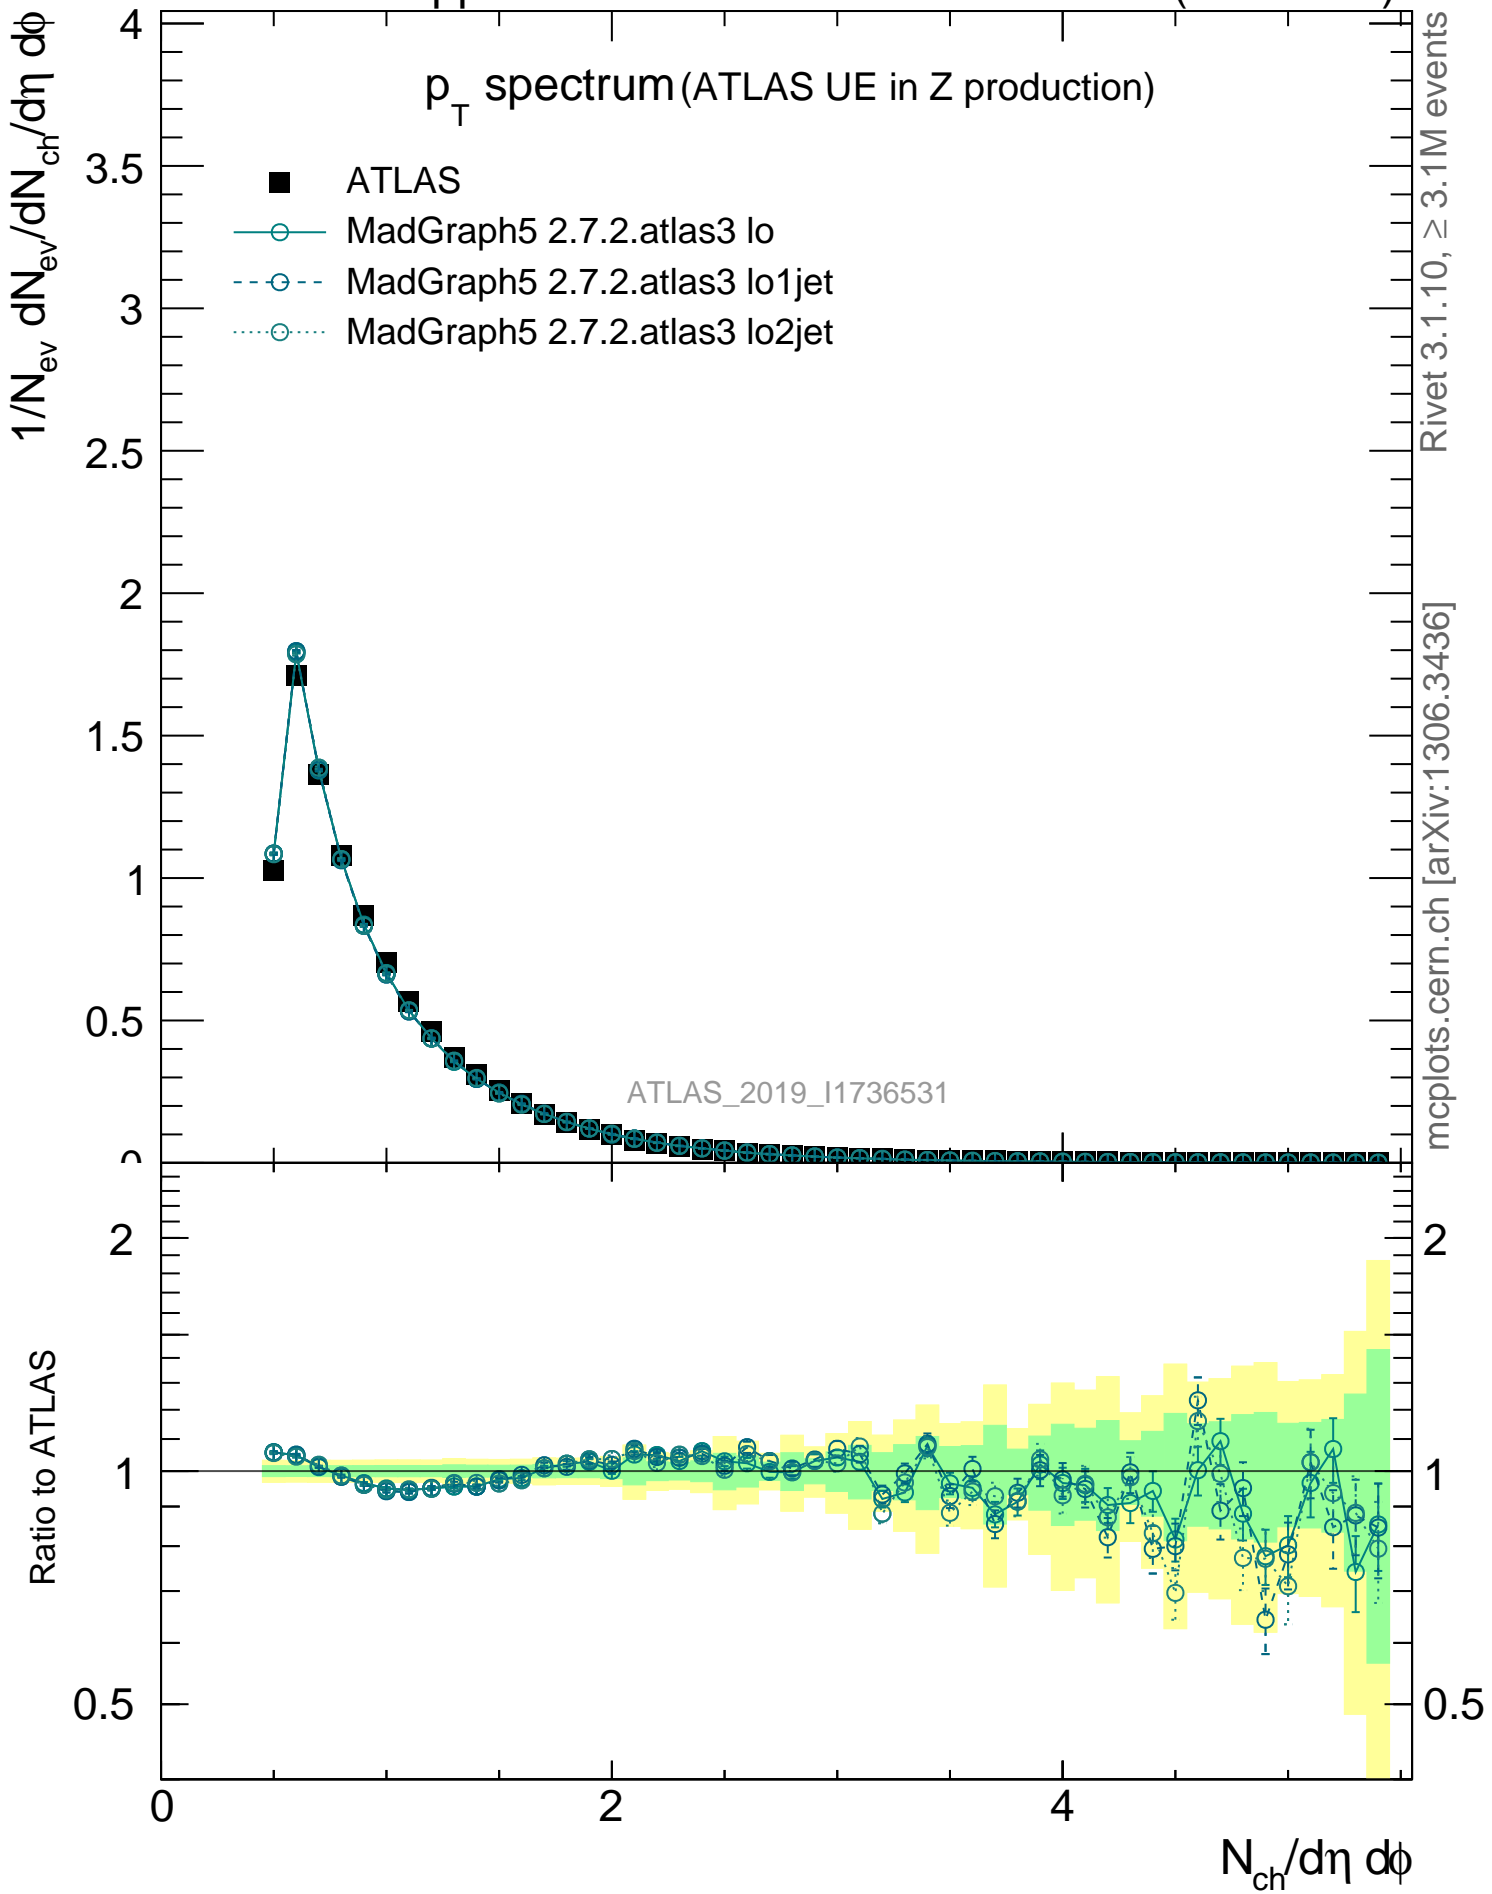 pp
p_T spectrum (ATLAS UE in Z production)
ATLAS
MadGraph5 2.7.2.atlas3 lo
MadGraph5 2.7.2.atlas3 lo1jet
MadGraph5 2.7.2.atlas3 lo2jet
1/N_ev dN_ev/dN_ch/dη dϕ
4
3.5
3
2.5
2
1.5
1
0.5
0
ATLAS_2019_I1736531
Rivet 3.1.10, ≥ 3.1M events
mcplots.cern.ch [arXiv:1306.3436]
Ratio to ATLAS
2
1
0.5
2
1
0.5
0
2
4
N_ch/dη dϕ